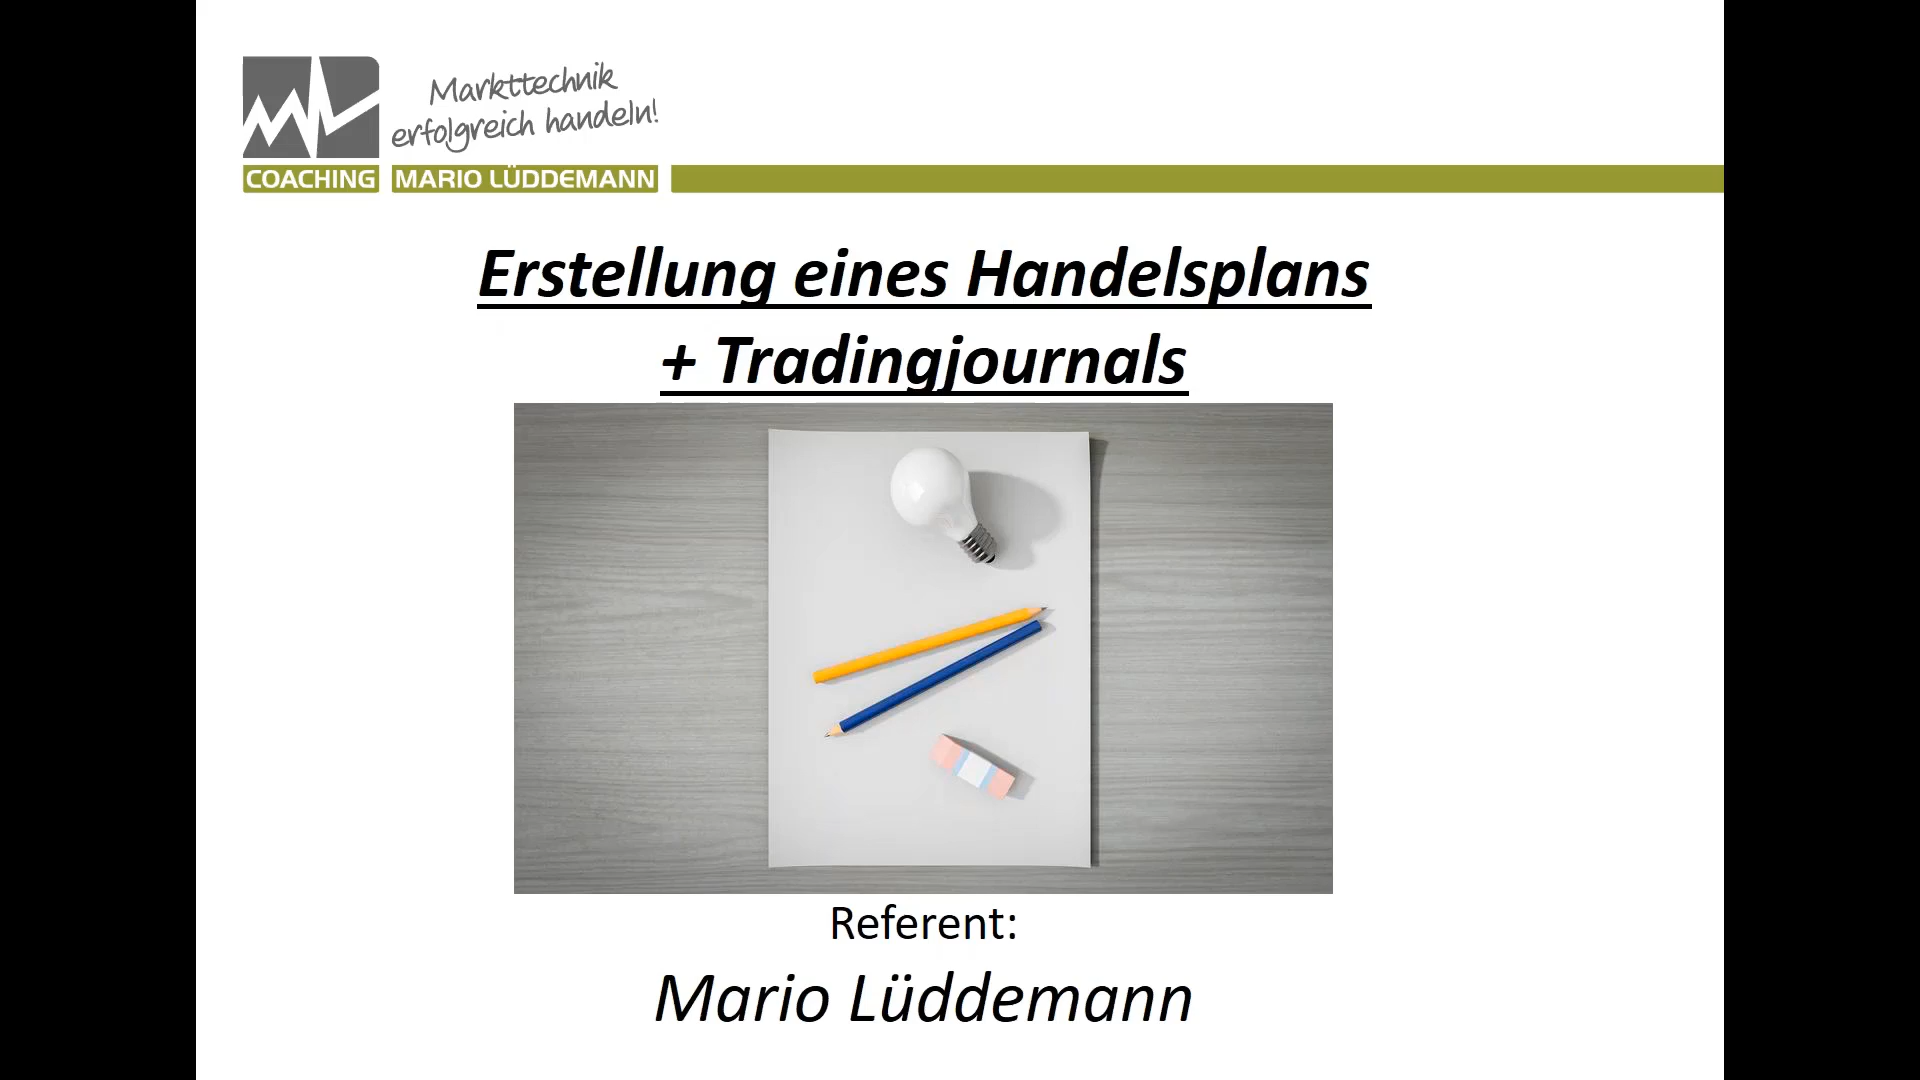 Markttechnik
erfolgreich handeln!
COACHING MARIO LÜDDEMANN
Erstellung eines Handelsplans
+ Tradingjournals
Referent:
Mario Lüddemann